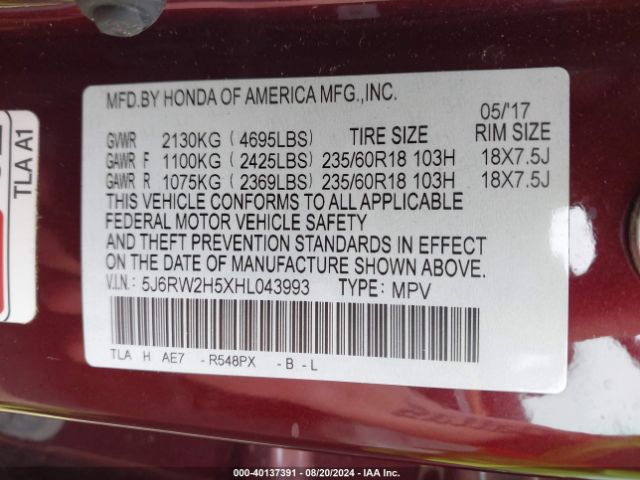 MFD.BY HONDA OF AMERICA MFG.,INC.
05/'17
GVWR 2130KG (4695LBS) TIRE SIZE RIM SIZE
GAWR F 1100KG (2425LBS) 235/60R18 103H 18X7.5J
GAWR R 1075KG (2369LBS) 235/60R18 103H 18X7.5J
THIS VEHICLE CONFORMS TO ALL APPLICABLE
FEDERAL MOTOR VEHICLE SAFETY
AND THEFT PREVENTION STANDARDS IN EFFECT
ON THE DATE OF MANUFACTURE SHOWN ABOVE.
V.I.N.: 5J6RW2H5XHL043993 TYPE: MPV
TLA H AE7 - R548PX - B - L
TLA A1
000-40137391 - 08/20/2024 - IAA Inc.